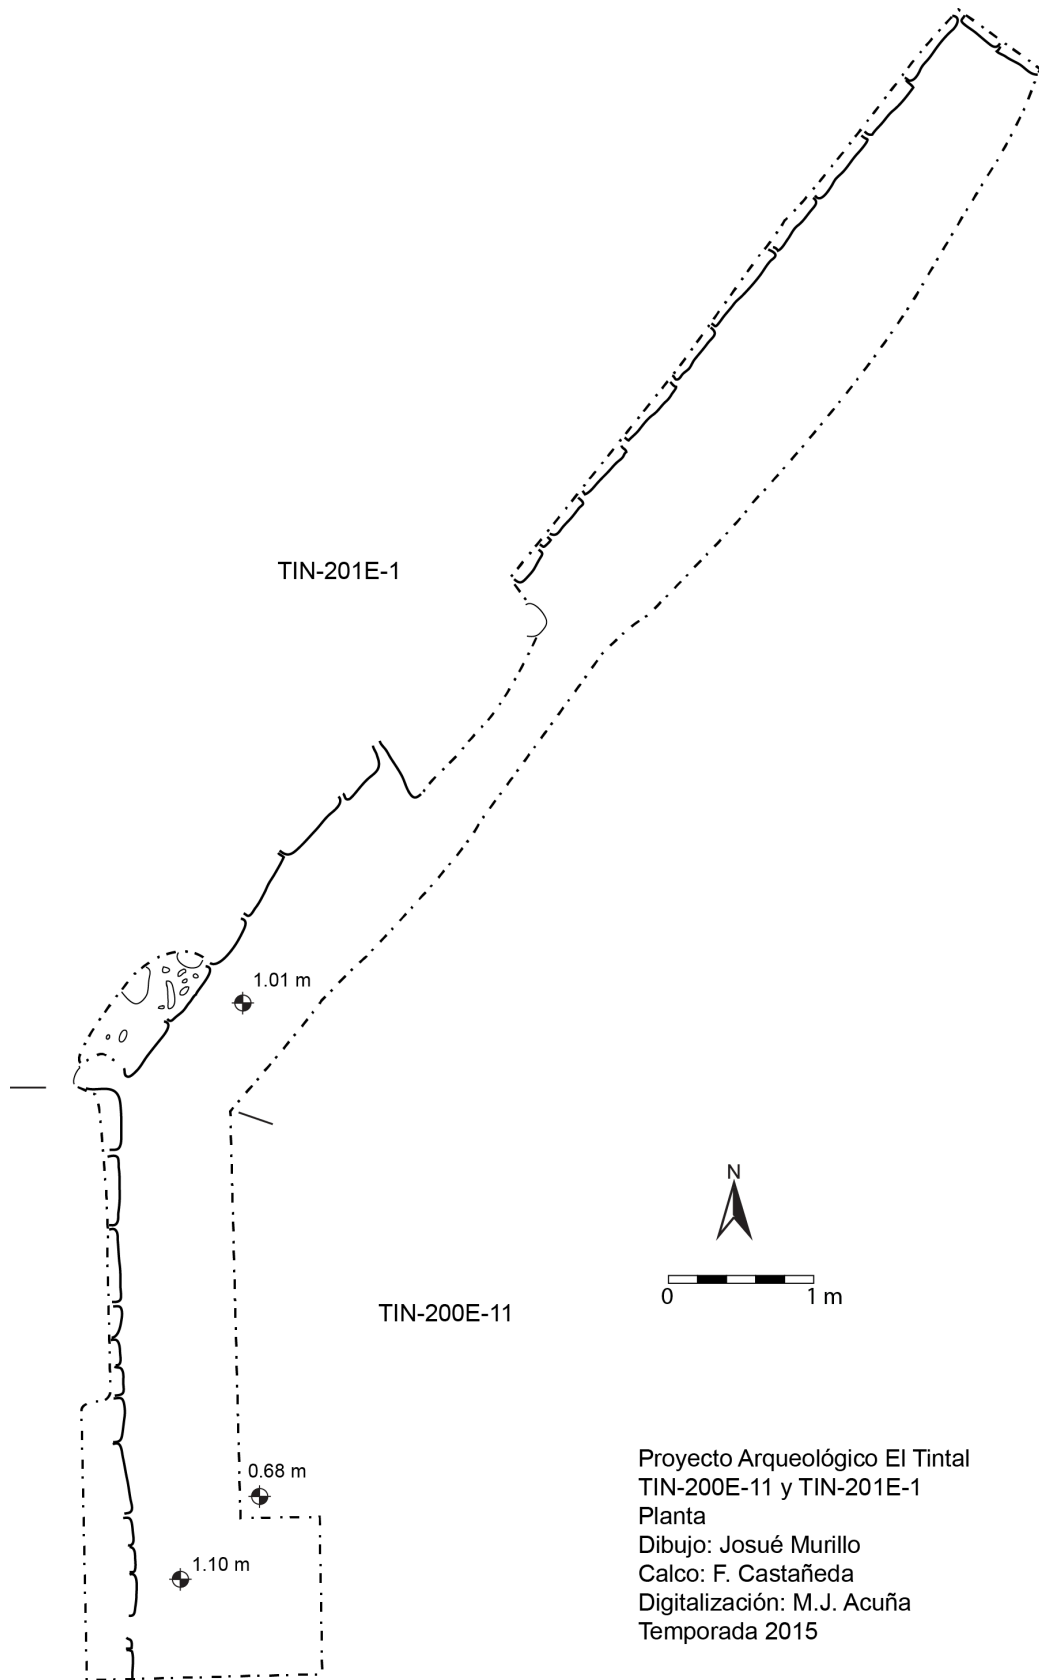 TIN-201E-1
1.01 m
N
0 1 m
TIN-200E-11
0.68 m
1.10 m
Proyecto Arqueológico El Tintal
TIN-200E-11 y TIN-201E-1
Planta
Dibujo: Josué Murillo
Calco: F. Castañeda
Digitalización: M.J. Acuña
Temporada 2015